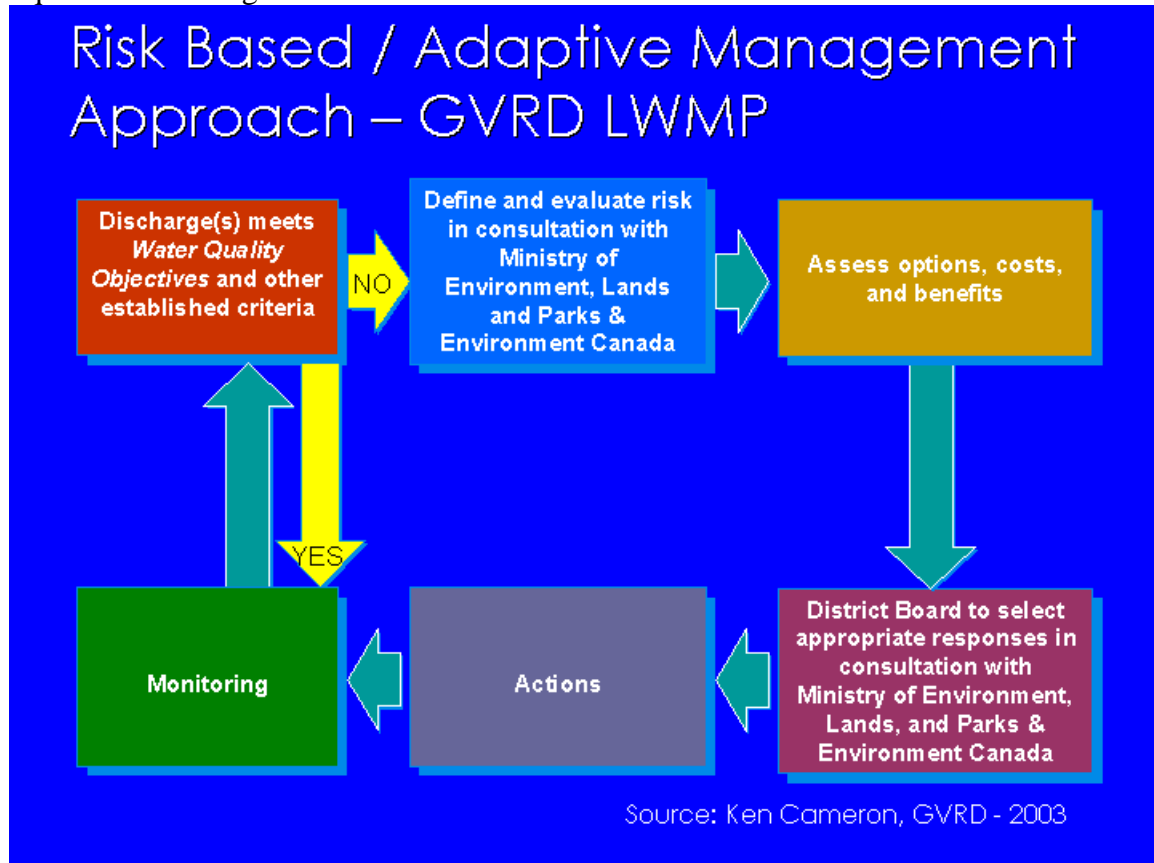 Risk Based / Adaptive Management
Approach – GVRD LWMP
Discharge(s) meets
Water Quality
Objectives and other
established criteria
NO
Define and evaluate risk
in consultation with
Ministry of
Environment, Lands
and Parks &
Environment Canada
Assess options, costs,
and benefits
YES
Monitoring
Actions
District Board to select
appropriate responses in
consultation with
Ministry of Environment,
Lands, and Parks &
Environment Canada
Source: Ken Cameron, GVRD - 2003